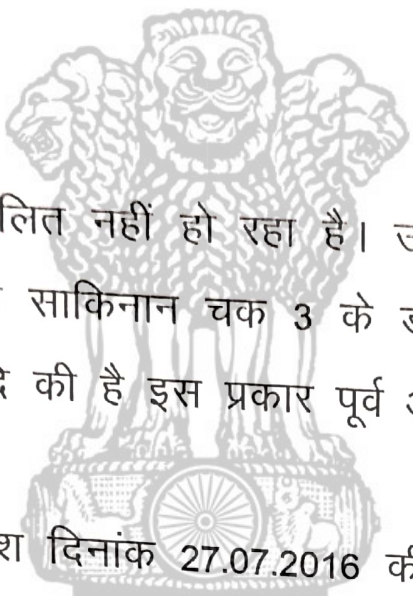 लित नहीं हो रहा है।
साकिनान चक 3 के
की है इस प्रकार पूर्व
दिनांक 27.07.2016 की